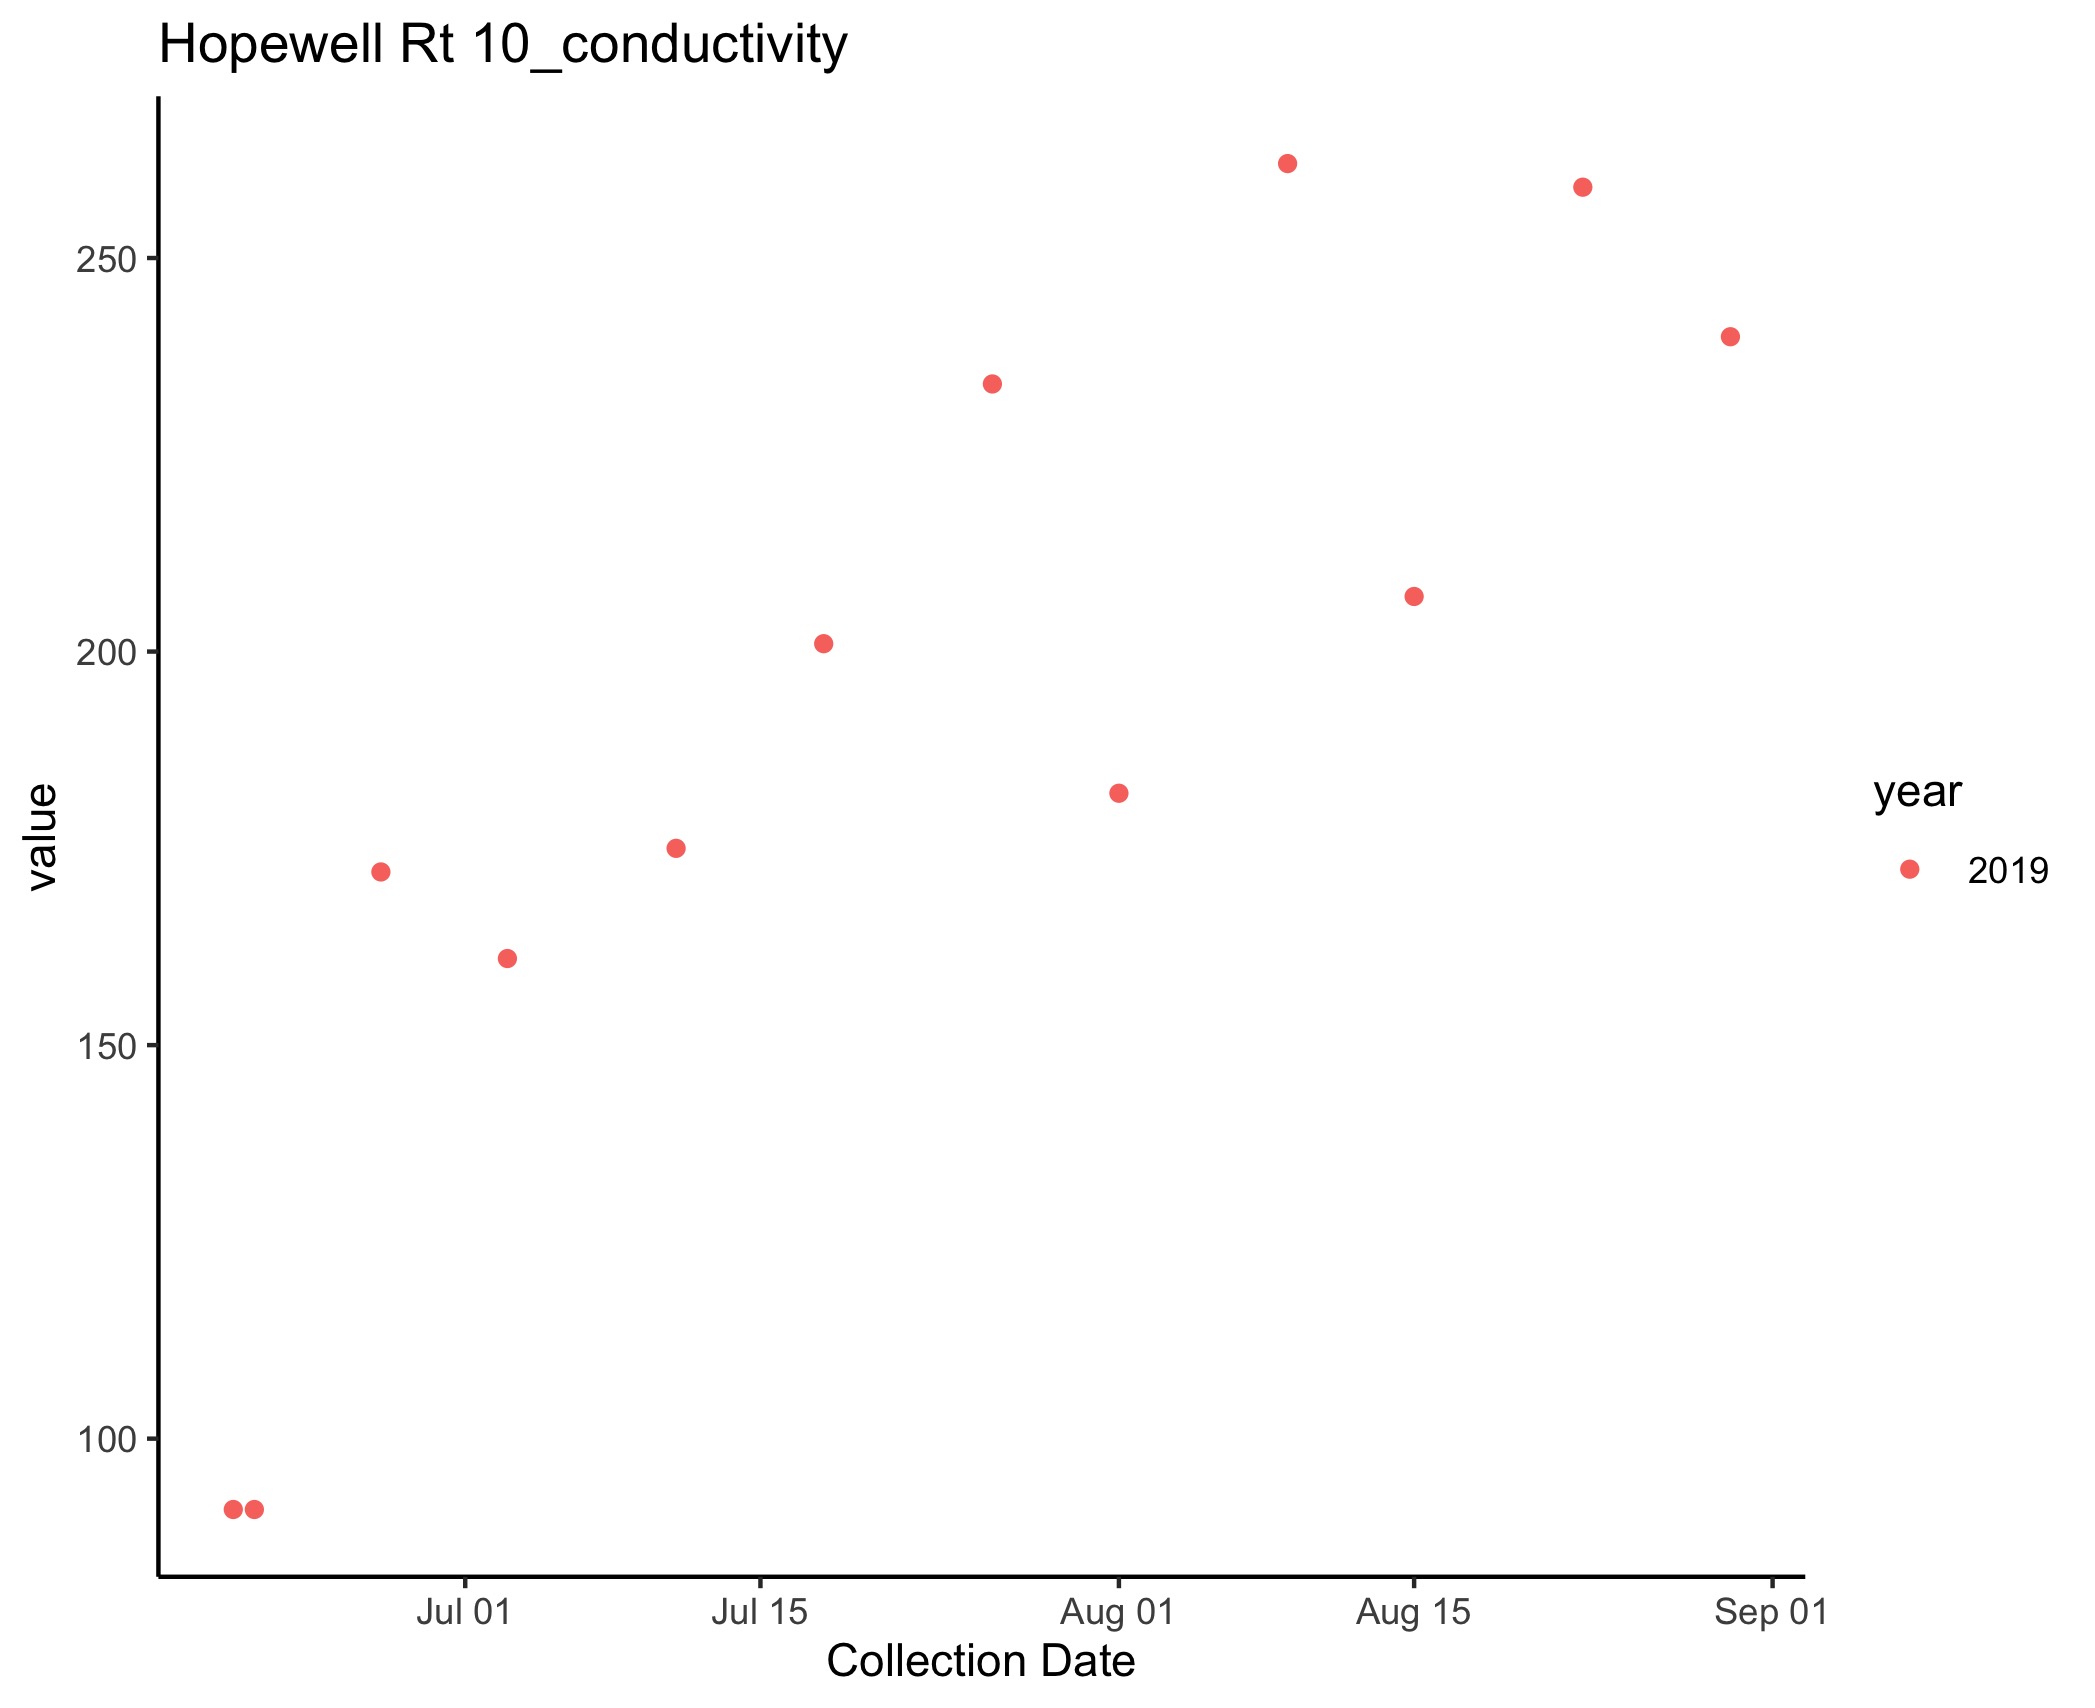 Hopewell Rt 10_conductivity
250
200
150
100
value
Jul 01 Jul 15 Aug 01 Aug 15 Sep 01
Collection Date
year
2019